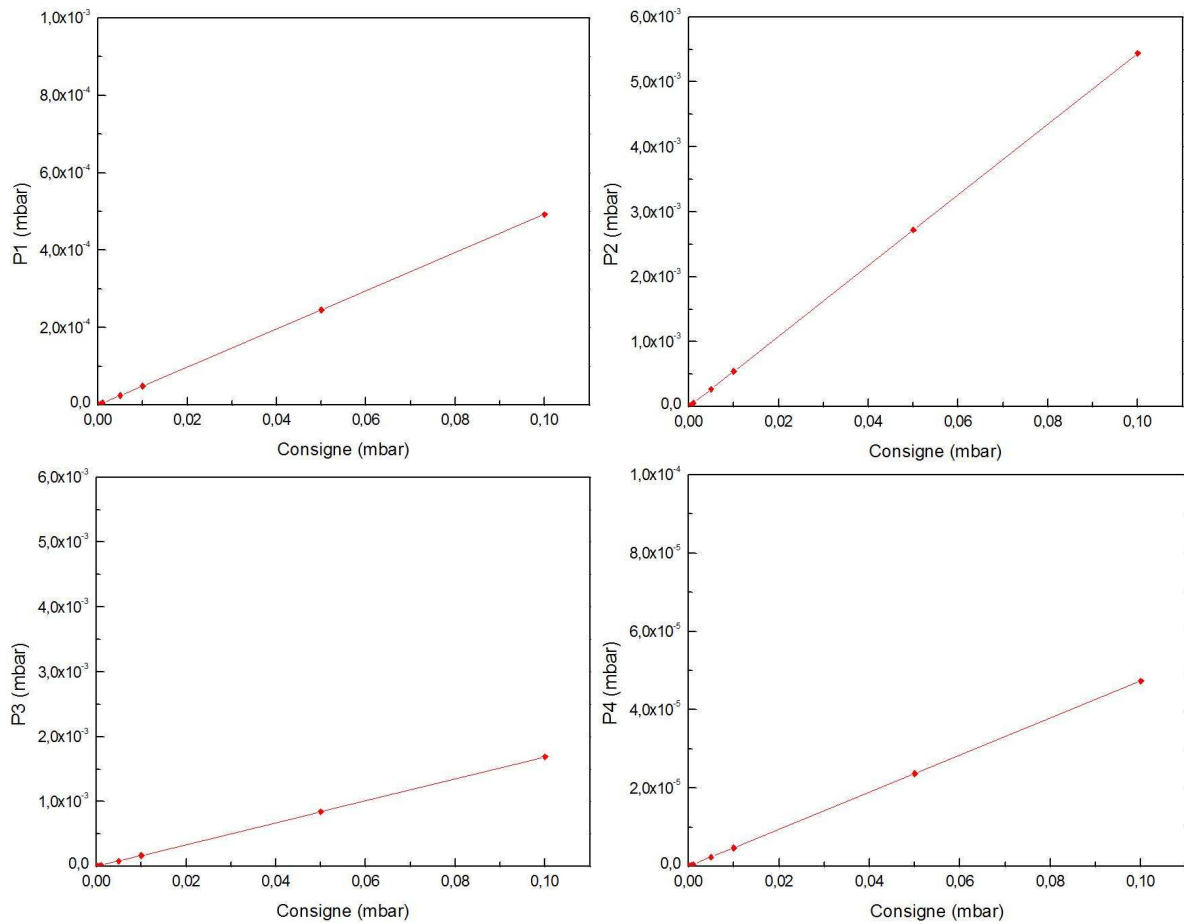 1,0x10⁻³
8,0x10⁻⁴
6,0x10⁻⁴
4,0x10⁻⁴
2,0x10⁻⁴
0,0
P1 (mbar)
0,00 0,02 0,04 0,06 0,08 0,10
Consigne (mbar)
6,0x10⁻³
5,0x10⁻³
4,0x10⁻³
3,0x10⁻³
2,0x10⁻³
1,0x10⁻³
0,0
P2 (mbar)
0,00 0,02 0,04 0,06 0,08 0,10
Consigne (mbar)
6,0x10⁻³
5,0x10⁻³
4,0x10⁻³
3,0x10⁻³
2,0x10⁻³
1,0x10⁻³
0,0
P3 (mbar)
0,00 0,02 0,04 0,06 0,08 0,10
Consigne (mbar)
1,0x10⁻⁴
8,0x10⁻⁵
6,0x10⁻⁵
4,0x10⁻⁵
2,0x10⁻⁵
0,0
P4 (mbar)
0,00 0,02 0,04 0,06 0,08 0,10
Consigne (mbar)